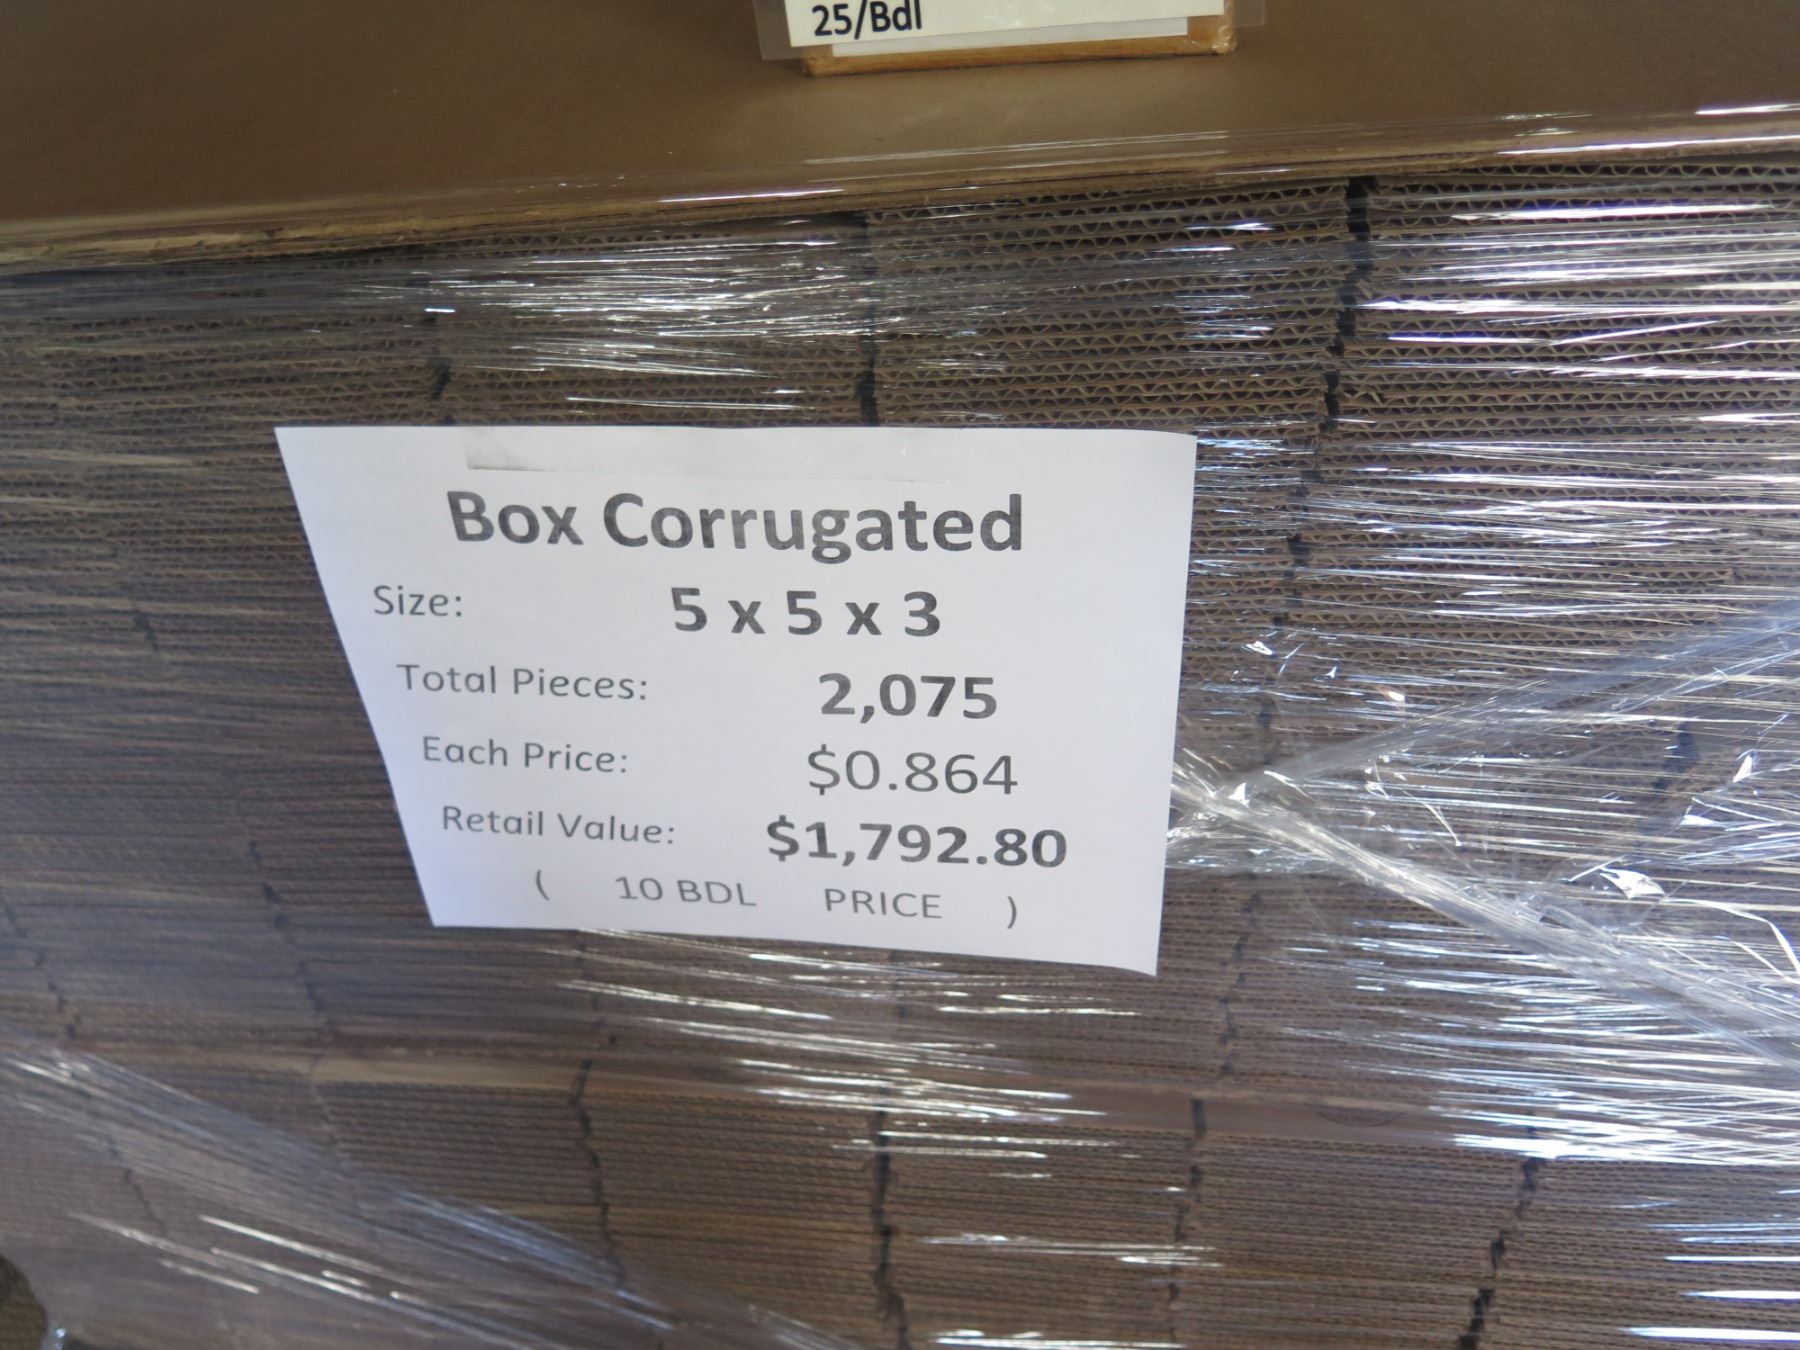 25/Bdl
Box Corrugated
Size: 5 x 5 x 3
Total Pieces: 2,075
Each Price: $0.864
Retail Value: $1,792.80
( 10 BDL PRICE )